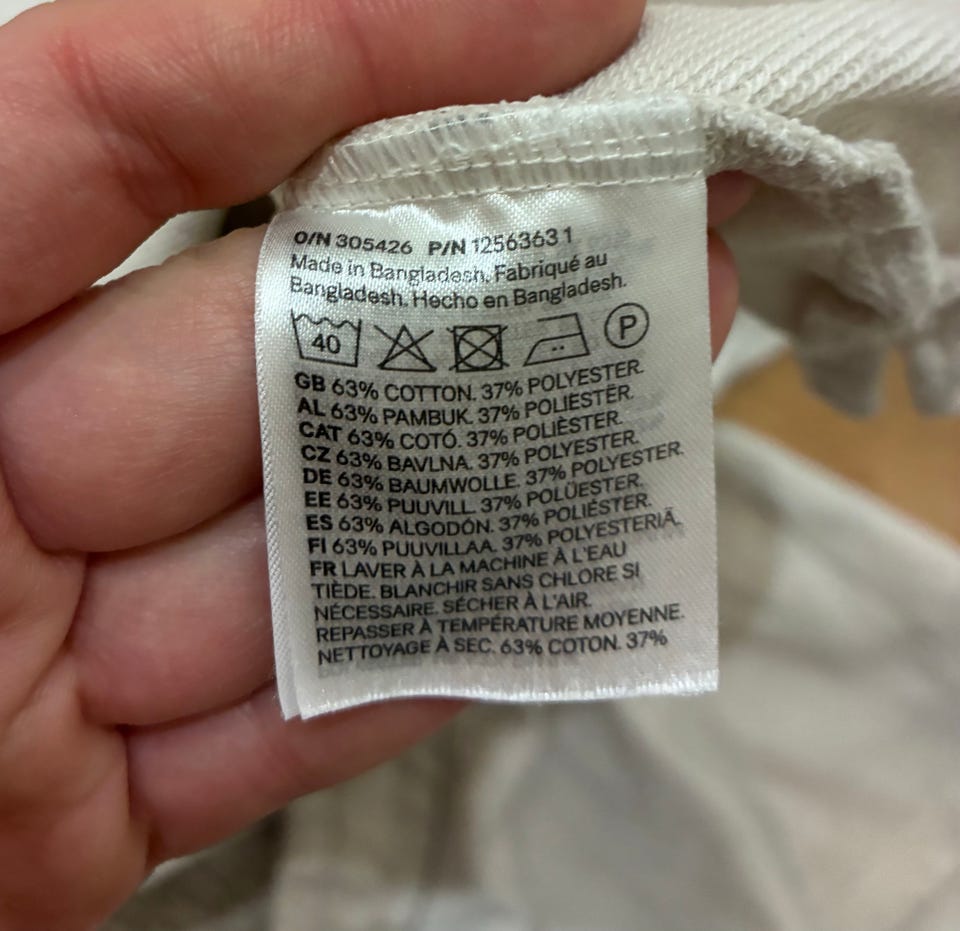 O/N 305426 P/N 12563631
Made in Bangladesh. Fabriqué au
Bangladesh. Hecho en Bangladesh.
40 P
GB 63% COTTON. 37% POLYESTER.
AL 63% PAMBUK. 37% POLIESTËR.
CAT 63% COTÓ. 37% POLIÈSTER.
CZ 63% BAVLNA. 37% POLYESTER.
DE 63% BAUMWOLLE. 37% POLYESTER.
EE 63% PUUVILL. 37% POLÜESTER.
ES 63% ALGODÓN. 37% POLIÉSTER.
FI 63% PUUVILLAA. 37% POLYESTERIÄ.
FR LAVER À LA MACHINE À L'EAU
TIÈDE. BLANCHIR SANS CHLORE SI
NÉCESSAIRE. SÉCHER À L'AIR.
REPASSER À TEMPÉRATURE MOYENNE.
NETTOYAGE À SEC. 63% COTON. 37%